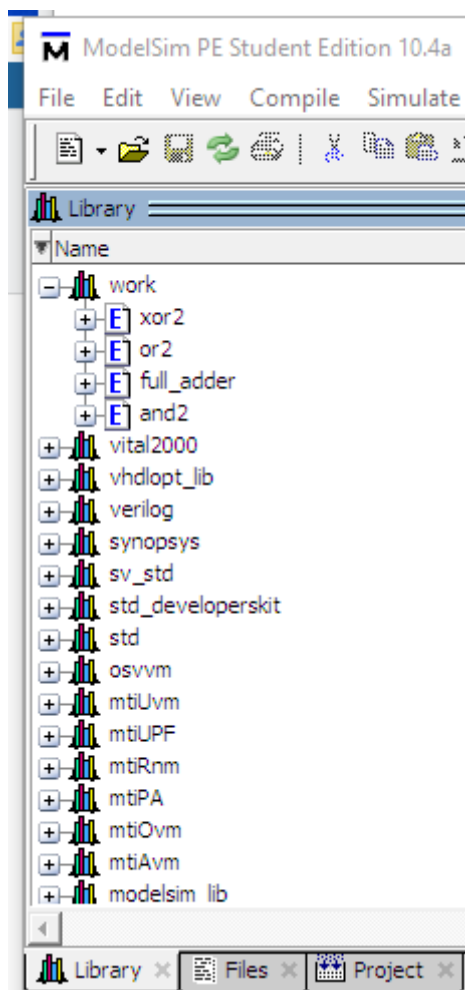 ModelSim PE Student Edition 10.4a
File Edit View Compile Simulate
Library
Name
work
xor2
or2
full_adder
and2
vital2000
vhdlopt_lib
verilog
synopsys
sv_std
std_developerskit
std
osvvm
mtiUvm
mtiUPF
mtiRnm
mtiPA
mtiOvm
mtiAvm
modelsim_lib
Library Files Project